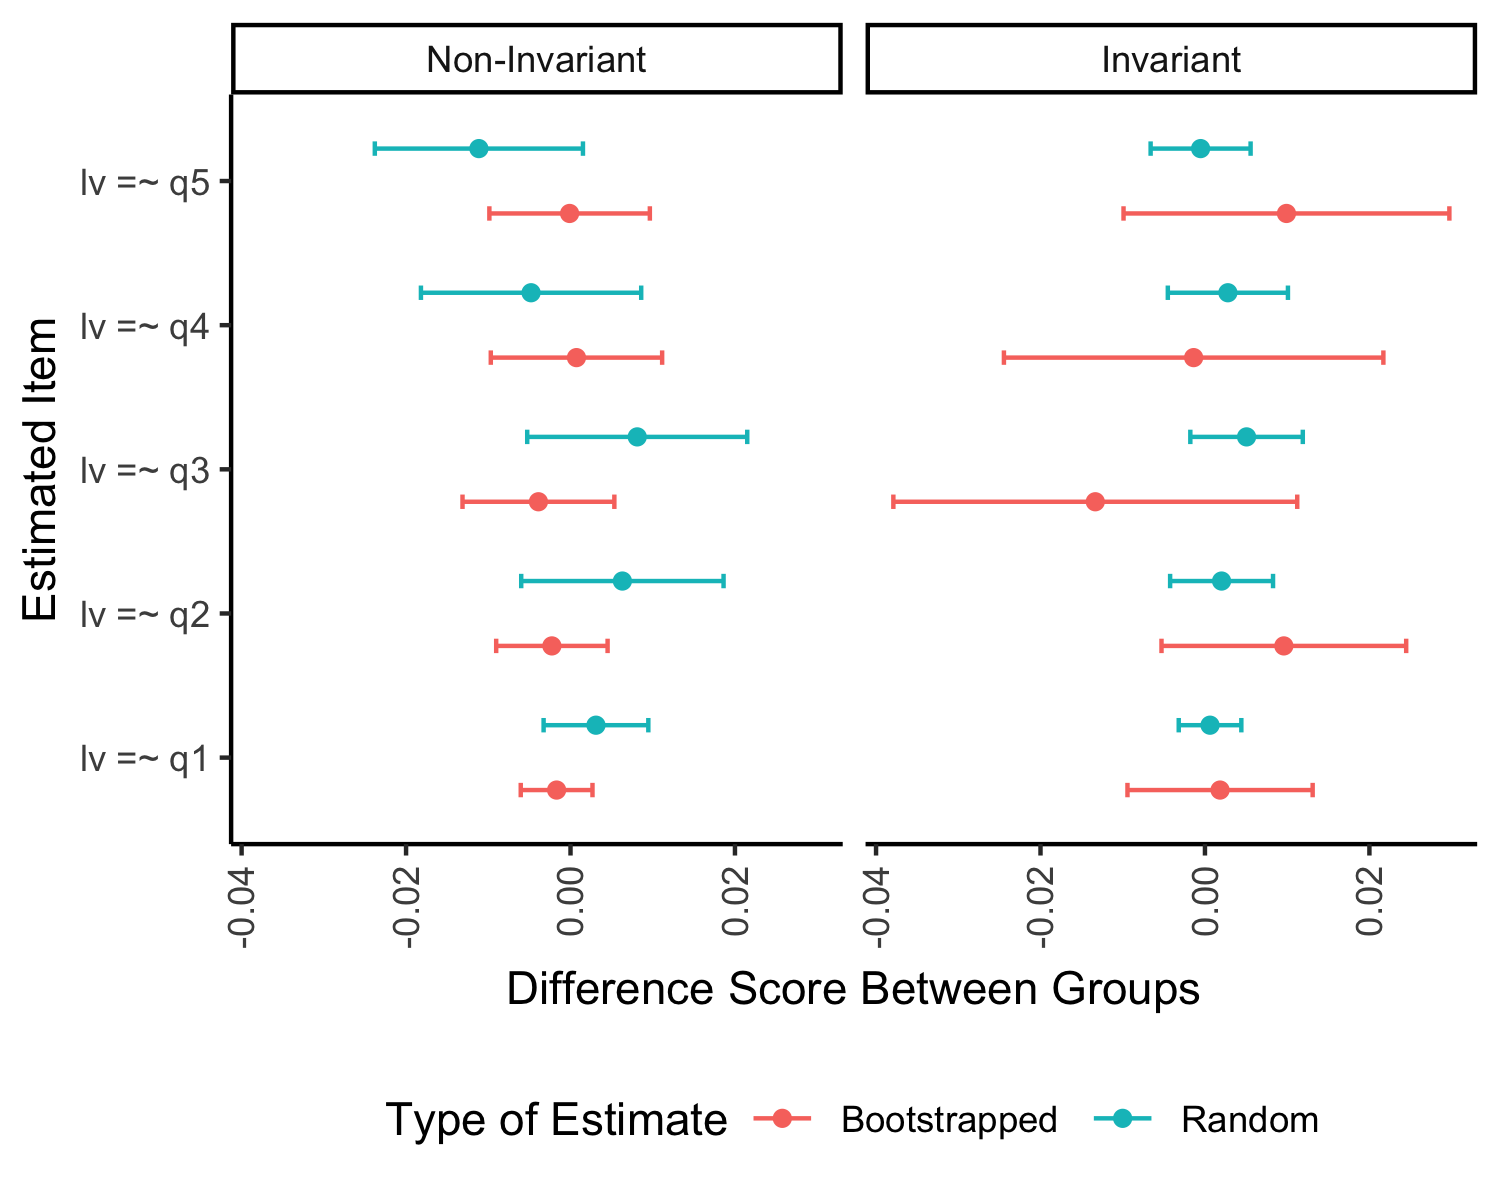 Non-Invariant
Invariant
Estimated Item
lv =~ q5
lv =~ q4
lv =~ q3
lv =~ q2
lv =~ q1
-0.04
-0.02
0.00
0.02
-0.04
-0.02
0.00
0.02
Difference Score Between Groups
Type of Estimate
Bootstrapped
Random